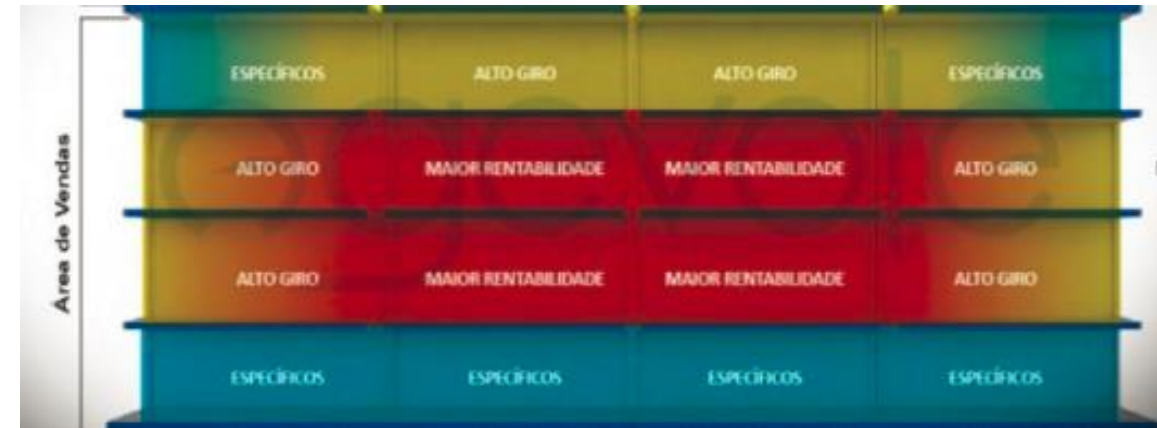 Área de Vendas
ESPECÍFICOS ALTO GIRO ALTO GIRO ESPECÍFICOS
ALTO GIRO MAIOR RENTABILIDADE MAIOR RENTABILIDADE ALTO GIRO
ALTO GIRO MAIOR RENTABILIDADE MAIOR RENTABILIDADE ALTO GIRO
ESPECÍFICOS ESPECÍFICOS ESPECÍFICOS ESPECÍFICOS
agevole